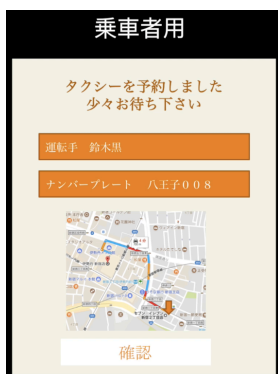 乗車者用
タクシーを予約しました
少々お待ち下さい
運転手　鈴木黒
ナンバープレート　八王子００８
確認